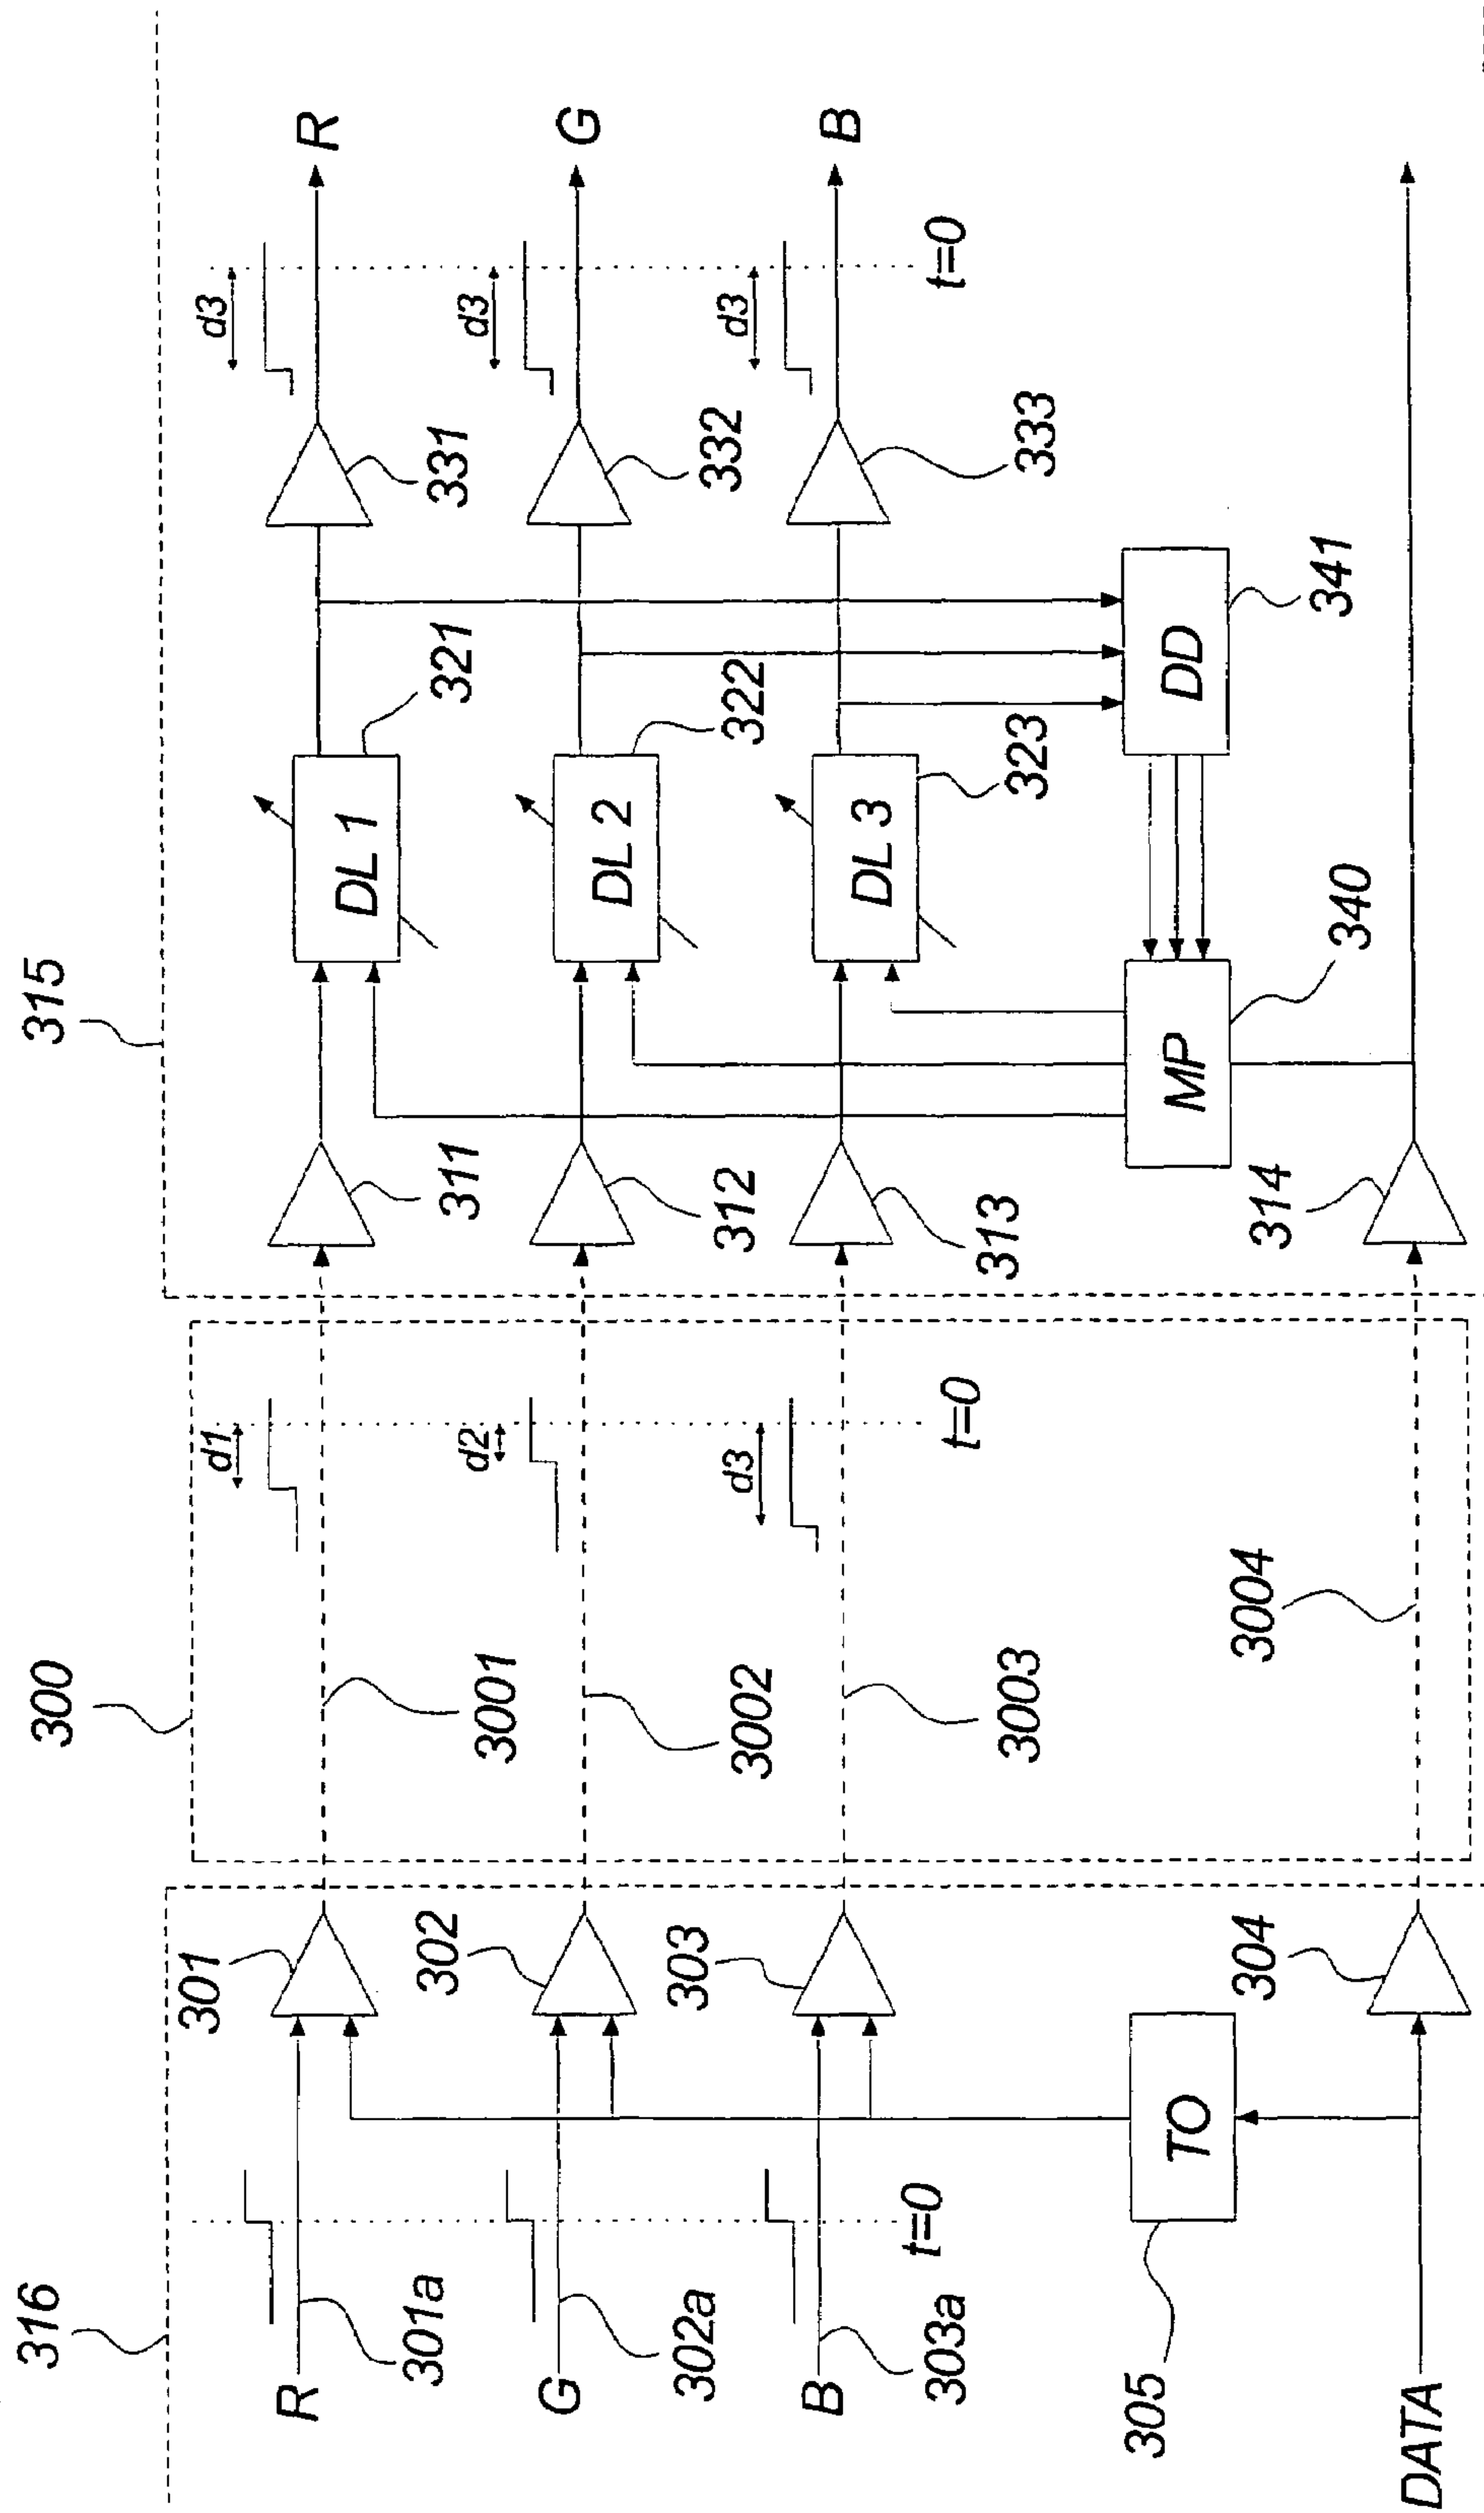 316
300
315
R
301a
301
3001
d1
311
DL 1
321
331
d3
R
G
302a
302
3002
d2
312
DL 2
322
332
d3
G
B
303a
t=0
303
3003
d3
t=0
313
DL 3
323
333
d3
t=0
B
305
TO
MP
340
DD
341
DATA
304
3004
314